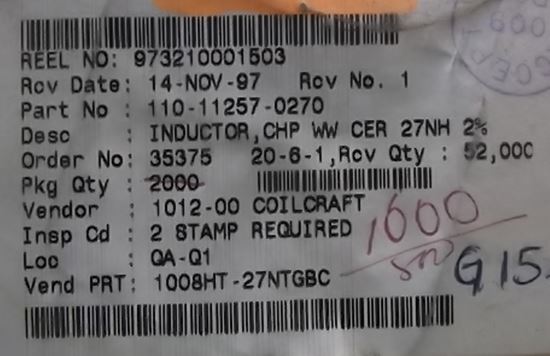 REEL NO: 973210001503
Rcv Date: 14-NOV-97 Rcv No. 1
Part No : 110-11257-0270
Desc : INDUCTOR,CHP WW CER 27NH 2%
Order No: 35375 20-6-1,Rcv Qty : 52,000
Pkg Qty : 2000
Vendor : 1012-00 COILCRAFT
1600
Insp Cd : 2 STAMP REQUIRED
Loc : QA-Q1
G15
Vend PRT: 1008HT-27NTGBC